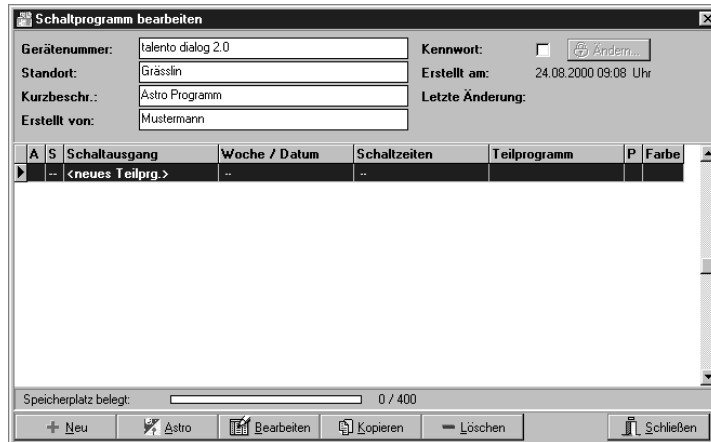 Schaltprogramm bearbeiten
Gerätenummer: talento dialog 2.0 Kennwort: Ändern...
Standort: Grässlin Erstellt am: 24.08.2000 09:08 Uhr
Kurzbeschr.: Astro Programm Letzte Änderung:
Erstellt von: Mustermann
A S Schaltausgang Woche / Datum Schaltzeiten Teilprogramm P Farbe
-- <neues Teilprg.> -- --
Speicherplatz belegt: 0 / 400
Neu Astro Bearbeiten Kopieren Löschen Schließen